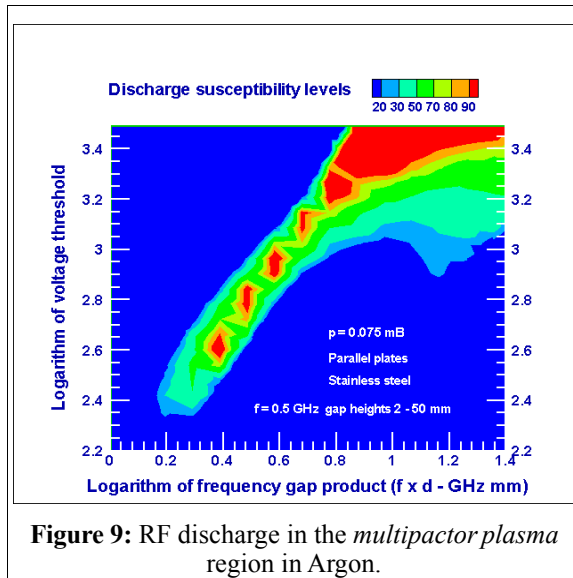 Discharge susceptibility levels
20 30 50 70 80 90
Logarithm of voltage threshold
3.4 3.4
3.2 3.2
3 3
2.8 2.8
2.6 2.6
2.4 2.4
2.2 2.2
p = 0.075 mB
Parallel plates
Stainless steel
f = 0.5 GHz gap heights 2 - 50 mm
0 0.2 0.4 0.6 0.8 1.0 1.2 1.4
Logarithm of frequency gap product (f x d - GHz mm)
Figure 9: RF discharge in the multipactor plasma
region in Argon.